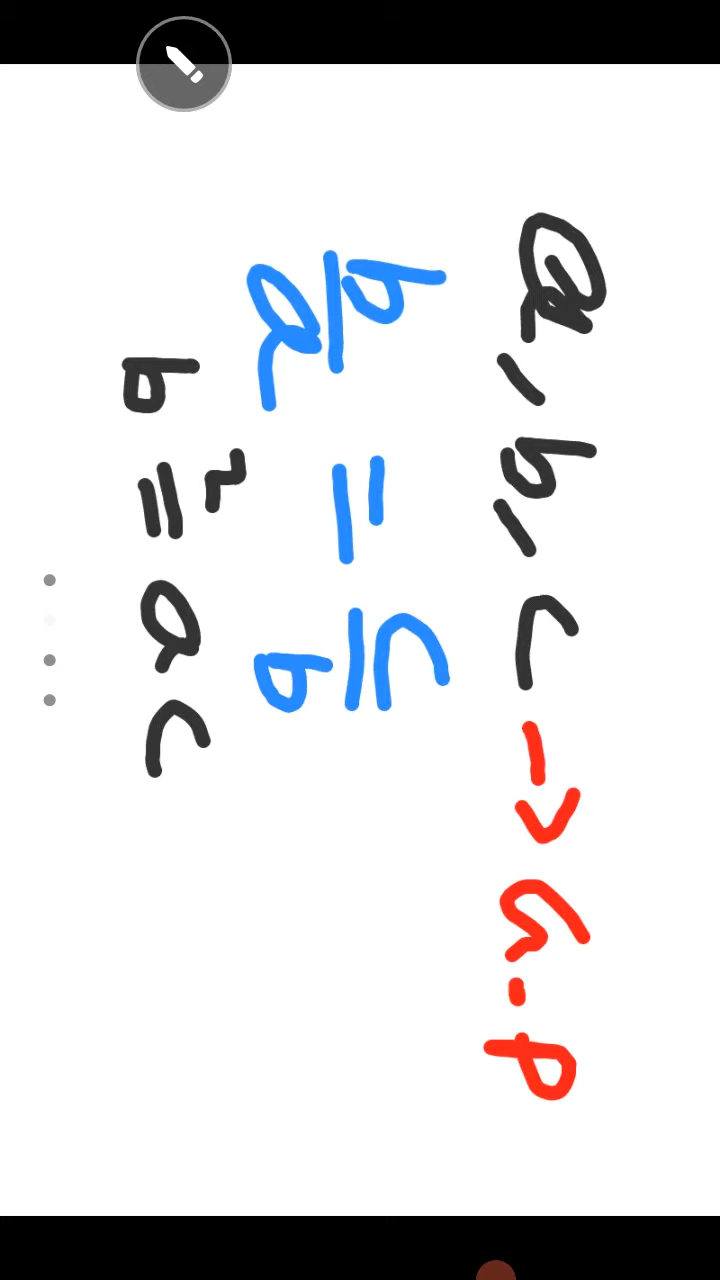 a, b, c → G.P
b/a = c/b
b² = ac